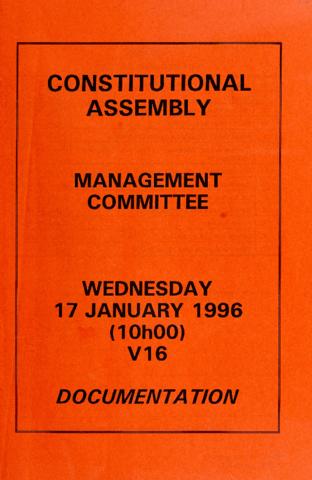 CONSTITUTIONAL
ASSEMBLY
MANAGEMENT
COMMITTEE
WEDNESDAY
17 JANUARY 1996
(10h00)
V16
DOCUMENTATION